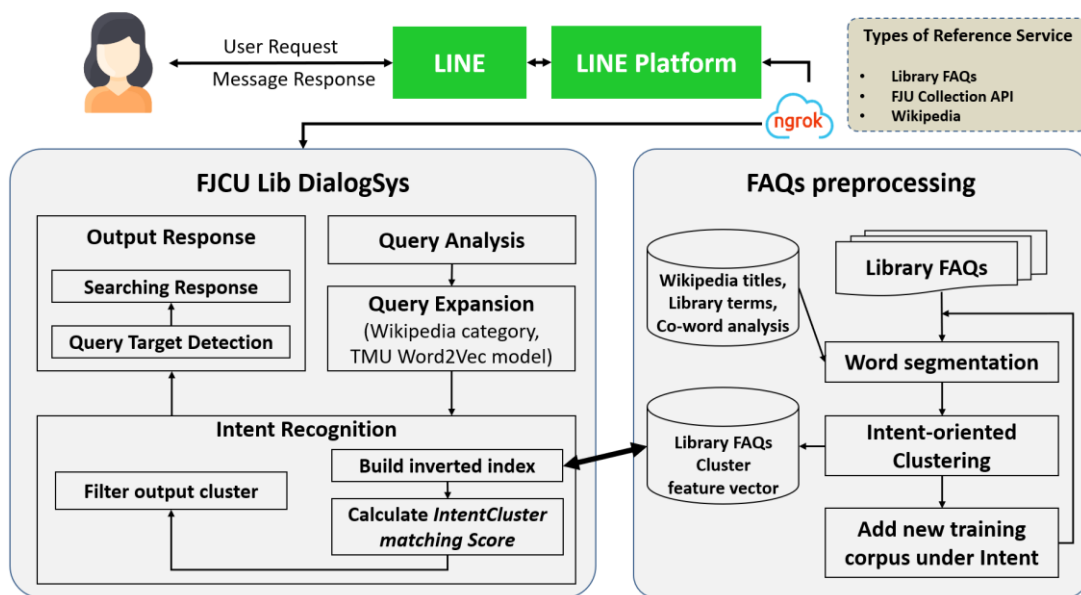 User Request
Message Response
LINE
LINE Platform
ngrok
Types of Reference Service
• Library FAQs
• FJU Collection API
• Wikipedia
FJCU Lib DialogSys
Output Response
Searching Response
Query Target Detection
Query Analysis
Query Expansion
(Wikipedia category,
TMU Word2Vec model)
Intent Recognition
Build inverted index
Calculate IntentCluster
matching Score
Filter output cluster
FAQs preprocessing
Wikipedia titles,
Library terms,
Co-word analysis
Library FAQs
Word segmentation
Library FAQs
Cluster
feature vector
Intent-oriented
Clustering
Add new training
corpus under Intent